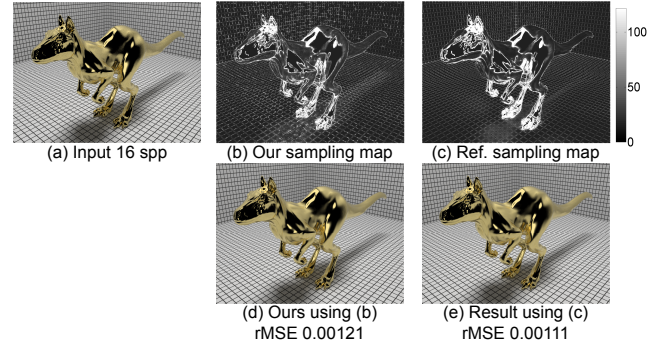 (a) Input 16 spp
(b) Our sampling map
(c) Ref. sampling map
100
50
0
(d) Ours using (b)
rMSE 0.00121
(e) Result using (c)
rMSE 0.00111